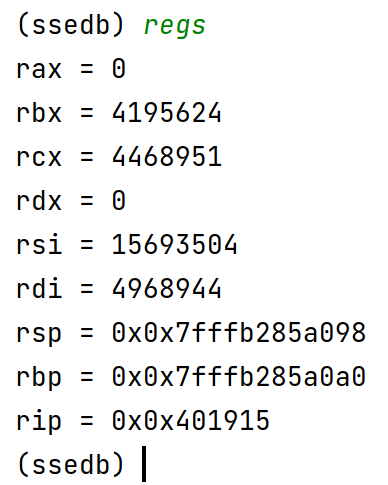 (ssedb) regs
rax = 0
rbx = 4195624
rcx = 4468951
rdx = 0
rsi = 15693504
rdi = 4968944
rsp = 0x0x7fffb285a098
rbp = 0x0x7fffb285a0a0
rip = 0x0x401915
(ssedb)